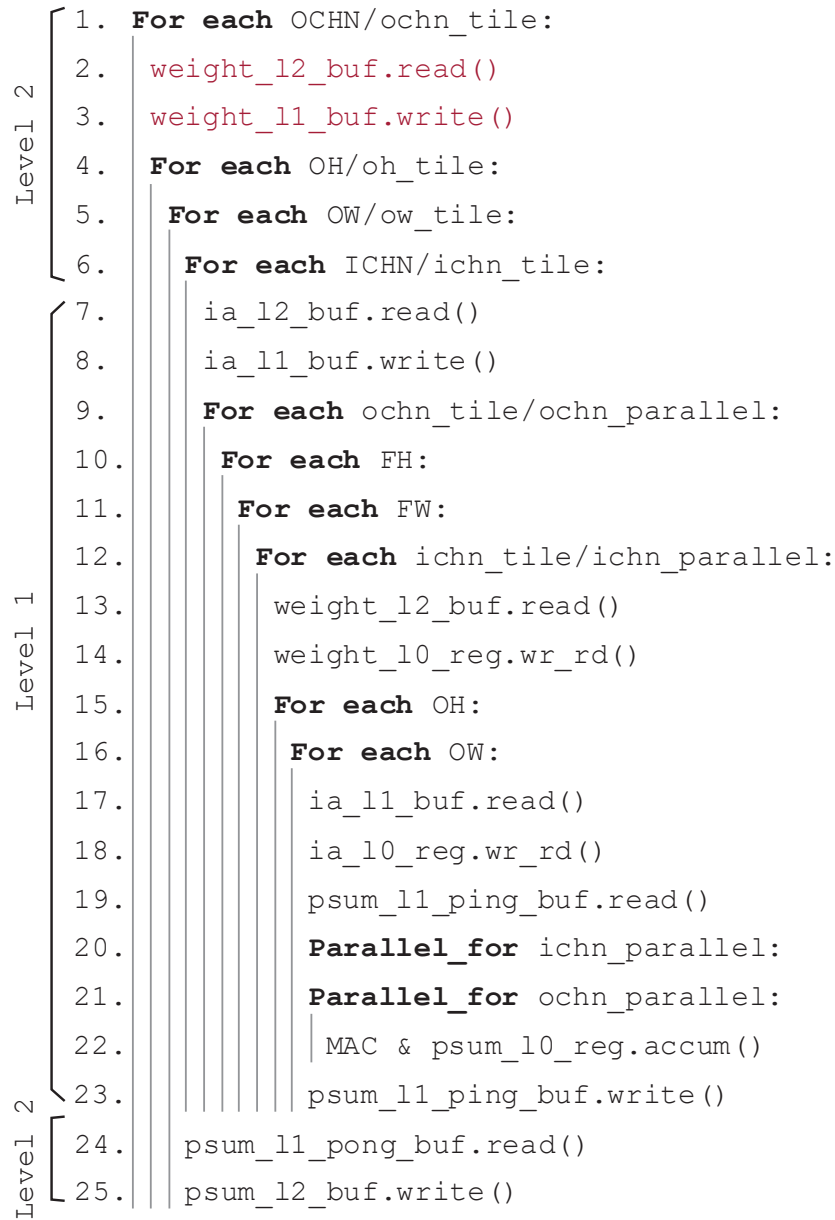 Level 2
1. For each OCHN/ochn_tile:
2. weight_l2_buf.read()
3. weight_l1_buf.write()
4. For each OH/oh_tile:
5. For each OW/ow_tile:
6. For each ICHN/ichn_tile:
Level 1
7. ia_l2_buf.read()
8. ia_l1_buf.write()
9. For each ochn_tile/ochn_parallel:
10. For each FH:
11. For each FW:
12. For each ichn_tile/ichn_parallel:
13. weight_l2_buf.read()
14. weight_l0_reg.wr_rd()
15. For each OH:
16. For each OW:
17. ia_l1_buf.read()
18. ia_l0_reg.wr_rd()
19. psum_l1_ping_buf.read()
20. Parallel_for ichn_parallel:
21. Parallel_for ochn_parallel:
22. MAC & psum_l0_reg.accum()
23. psum_l1_ping_buf.write()
Level 2
24. psum_l1_pong_buf.read()
25. psum_l2_buf.write()